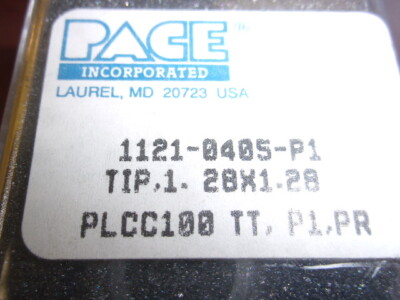 PACE®
INCORPORATED
LAUREL, MD 20723 USA
1121-0405-P1
TIP,1. 28X1.28
PLCC100 TT, P1,PR